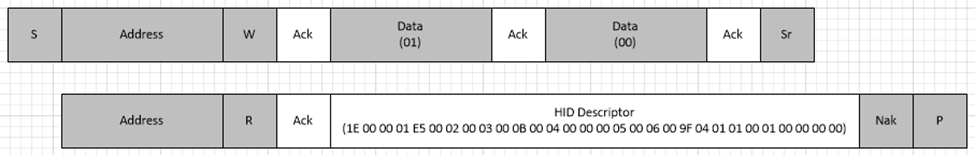 S Address W Ack Data Ack Data Ack Sr
(01) (00)
Address R Ack HID Descriptor Nak P
(1E 00 00 01 E5 00 02 00 03 00 0B 00 04 00 00 00 05 00 06 00 9F 04 01 01 00 01 00 00 00 00)